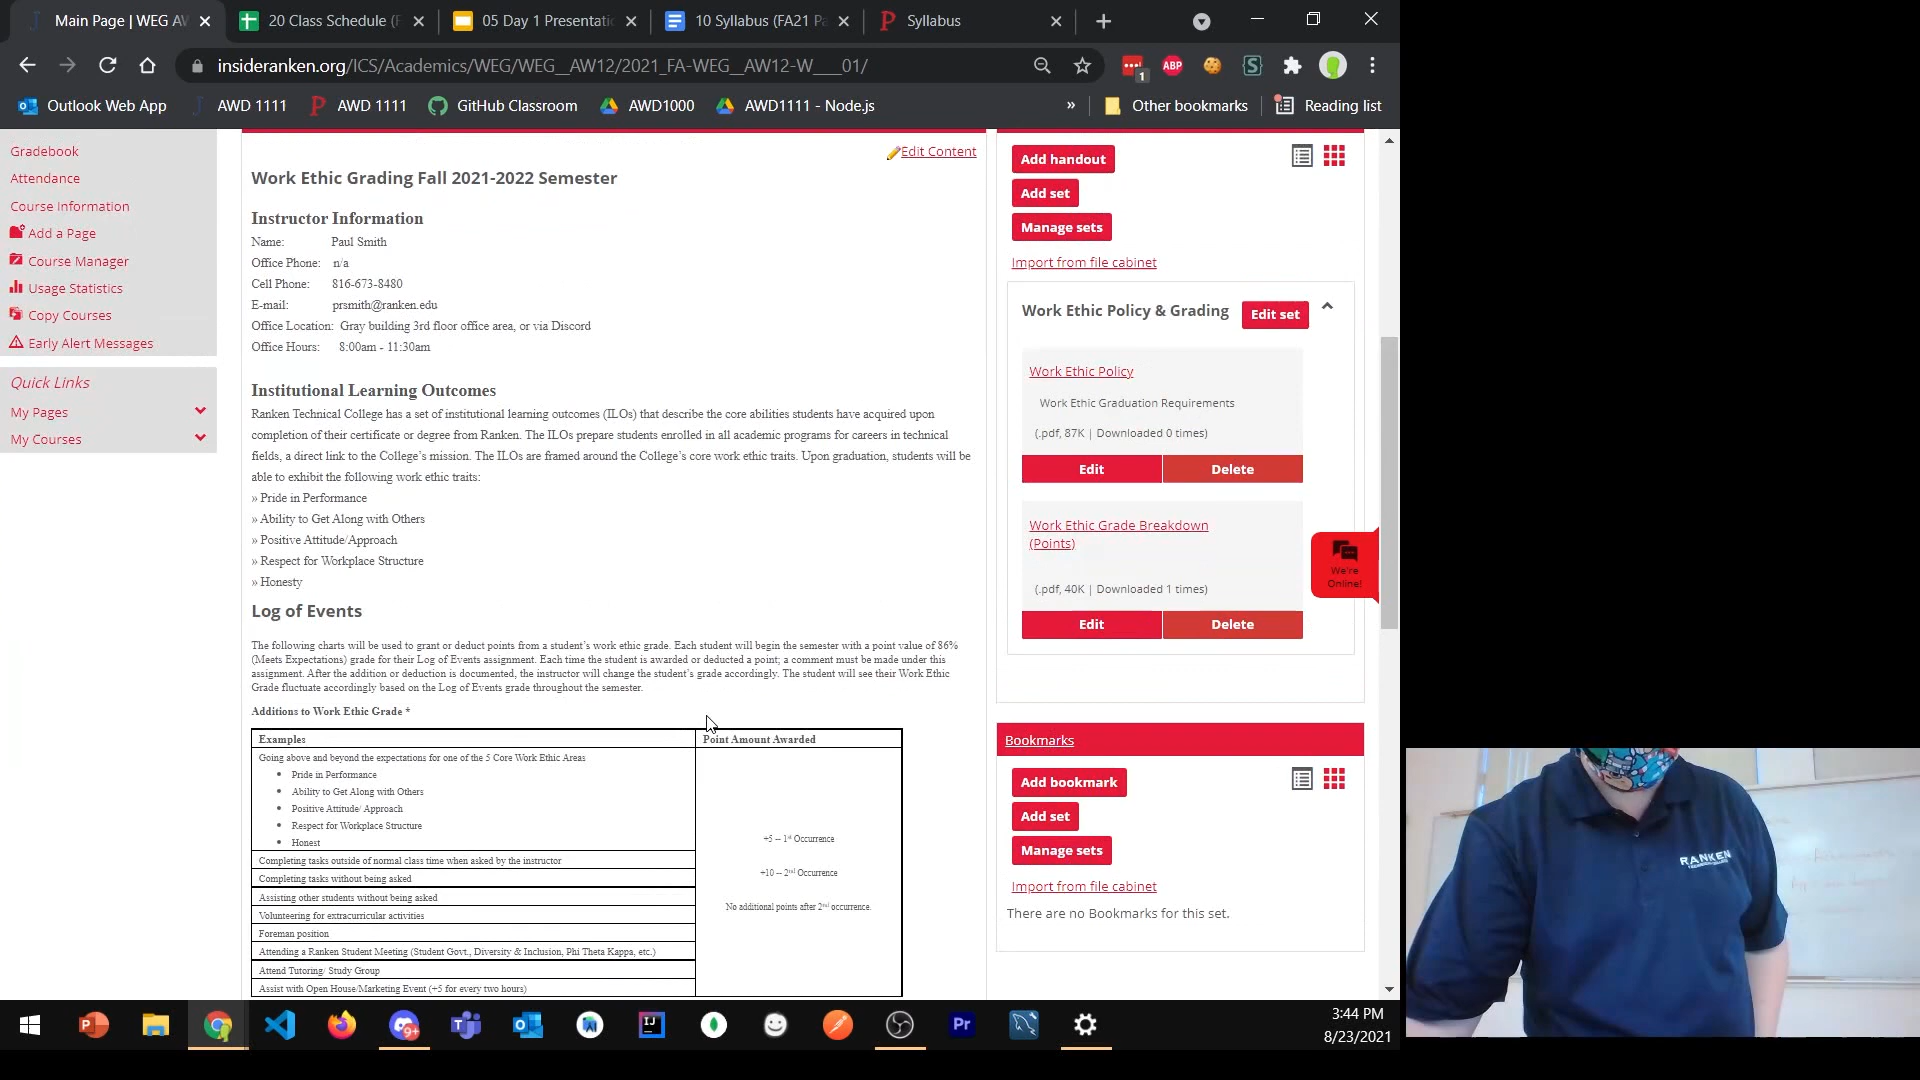 Main Page | WEG AW
20 Class Schedule (F
05 Day 1 Presentatio
10 Syllabus (FA21 Pa
Syllabus
insideranken.org/ICS/Academics/WEG/WEG__AW12/2021_FA-WEG__AW12-W___01/
1
ABP
Outlook Web App
AWD 1111
AWD 1111
GitHub Classroom
AWD1000
AWD1111 - Node.js
»
Other bookmarks
Reading list
Gradebook
Attendance
Course Information
Add a Page
Course Manager
Usage Statistics
Copy Courses
Early Alert Messages
Quick Links
My Pages
My Courses
Edit Content
Work Ethic Grading Fall 2021-2022 Semester
Instructor Information
Name: Paul Smith
Office Phone: n/a
Cell Phone: 816-673-8480
E-mail: prsmith@ranken.edu
Office Location: Gray building 3rd floor office area, or via Discord
Office Hours: 8:00am - 11:30am
Institutional Learning Outcomes
Ranken Technical College has a set of institutional learning outcomes (ILOs) that describe the core abilities students have acquired upon
completion of their certificate or degree from Ranken. The ILOs prepare students enrolled in all academic programs for careers in technical
fields, a direct link to the College's mission. The ILOs are framed around the College's core work ethic traits. Upon graduation, students will be
able to exhibit the following work ethic traits:
» Pride in Performance
» Ability to Get Along with Others
» Positive Attitude/Approach
» Respect for Workplace Structure
» Honesty
Log of Events
The following charts will be used to grant or deduct points from a student's work ethic grade. Each student will begin the semester with a point value of 86%
(Meets Expectations) grade for their Log of Events assignment. Each time the student is awarded or deducted a point; a comment must be made under this
assignment. After the addition or deduction is documented, the instructor will change the student's grade accordingly. The student will see their Work Ethic
Grade fluctuate accordingly based on the Log of Events grade throughout the semester.
Additions to Work Ethic Grade *
Examples
Point Amount Awarded
Going above and beyond the expectations for one of the 5 Core Work Ethic Areas
• Pride in Performance
• Ability to Get Along with Others
• Positive Attitude/ Approach
• Respect for Workplace Structure
• Honest
Completing tasks outside of normal class time when asked by the instructor
Completing tasks without being asked
Assisting other students without being asked
Volunteering for extracurricular activities
Foreman position
Attending a Ranken Student Meeting (Student Govt., Diversity & Inclusion, Phi Theta Kappa, etc.)
Attend Tutoring/ Study Group
Assist with Open House/Marketing Event (+5 for every two hours)
+5 – 1st Occurrence
+10 – 2nd Occurrence
No additional points after 2nd occurrence.
Add handout
Add set
Manage sets
Import from file cabinet
Work Ethic Policy & Grading
Edit set
Work Ethic Policy
Work Ethic Graduation Requirements
(.pdf, 87K | Downloaded 0 times)
Edit
Delete
Work Ethic Grade Breakdown
(Points)
(.pdf, 40K | Downloaded 1 times)
Edit
Delete
We're
Online!
Bookmarks
Add bookmark
Add set
Manage sets
Import from file cabinet
There are no Bookmarks for this set.
RANKEN
9+
Pr
3:44 PM
8/23/2021